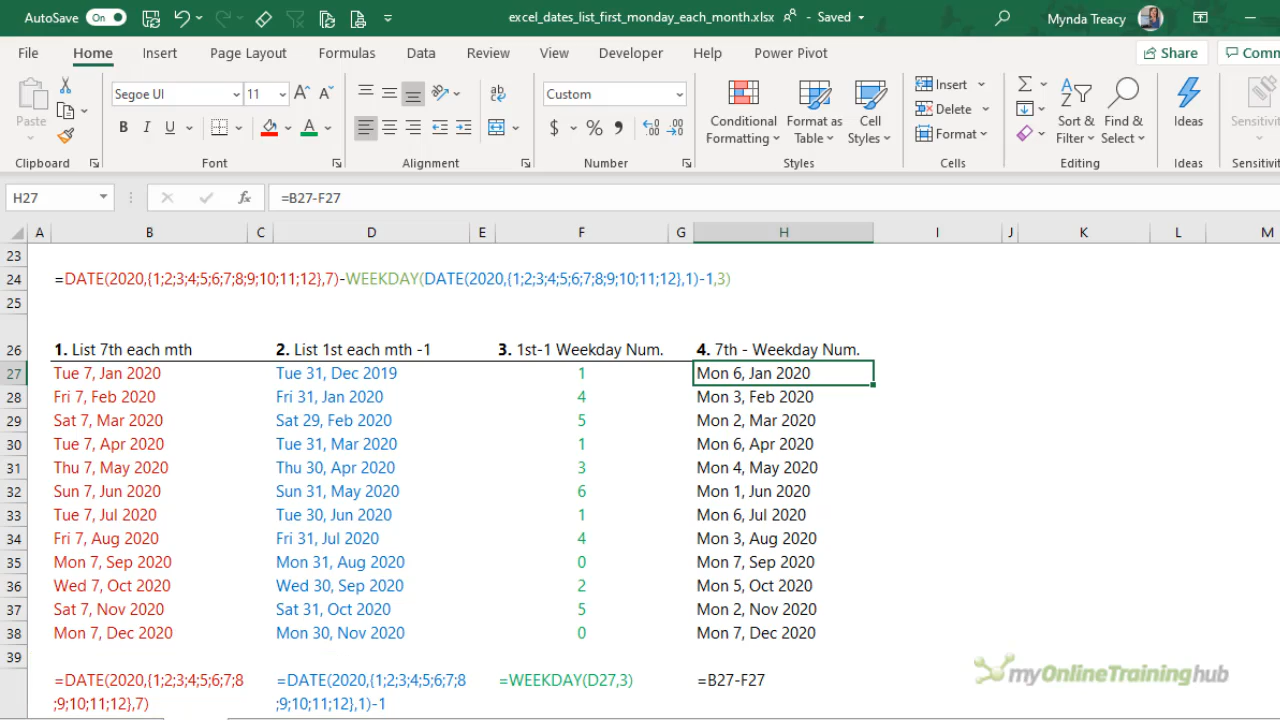 AutoSave On excel_dates_list_first_monday_each_month.xlsx - Saved Mynda Treacy
File Home Insert Page Layout Formulas Data Review View Developer Help Power Pivot Share Comm
Paste Segoe UI 11 Custom Conditional Formatting Format as Table Cell Styles Insert Delete Format Sort & Filter Find & Select Ideas Sensitivi
Clipboard Font Alignment Number Styles Cells Editing Ideas Sensitiv
H27 fx =B27-F27
A B C D E F G H I J K L M
23
24 =DATE(2020,{1;2;3;4;5;6;7;8;9;10;11;12},7)-WEEKDAY(DATE(2020,{1;2;3;4;5;6;7;8;9;10;11;12},1)-1,3)
25
26 1. List 7th each mth 2. List 1st each mth -1 3. 1st-1 Weekday Num. 4. 7th - Weekday Num.
27 Tue 7, Jan 2020 Tue 31, Dec 2019 1 Mon 6, Jan 2020
28 Fri 7, Feb 2020 Fri 31, Jan 2020 4 Mon 3, Feb 2020
29 Sat 7, Mar 2020 Sat 29, Feb 2020 5 Mon 2, Mar 2020
30 Tue 7, Apr 2020 Tue 31, Mar 2020 1 Mon 6, Apr 2020
31 Thu 7, May 2020 Thu 30, Apr 2020 3 Mon 4, May 2020
32 Sun 7, Jun 2020 Sun 31, May 2020 6 Mon 1, Jun 2020
33 Tue 7, Jul 2020 Tue 30, Jun 2020 1 Mon 6, Jul 2020
34 Fri 7, Aug 2020 Fri 31, Jul 2020 4 Mon 3, Aug 2020
35 Mon 7, Sep 2020 Mon 31, Aug 2020 0 Mon 7, Sep 2020
36 Wed 7, Oct 2020 Wed 30, Sep 2020 2 Mon 5, Oct 2020
37 Sat 7, Nov 2020 Sat 31, Oct 2020 5 Mon 2, Nov 2020
38 Mon 7, Dec 2020 Mon 30, Nov 2020 0 Mon 7, Dec 2020
39
=DATE(2020,{1;2;3;4;5;6;7;8 =DATE(2020,{1;2;3;4;5;6;7;8 =WEEKDAY(D27,3) =B27-F27
;9;10;11;12},7) ;9;10;11;12},1)-1
myOnlineTraininghub